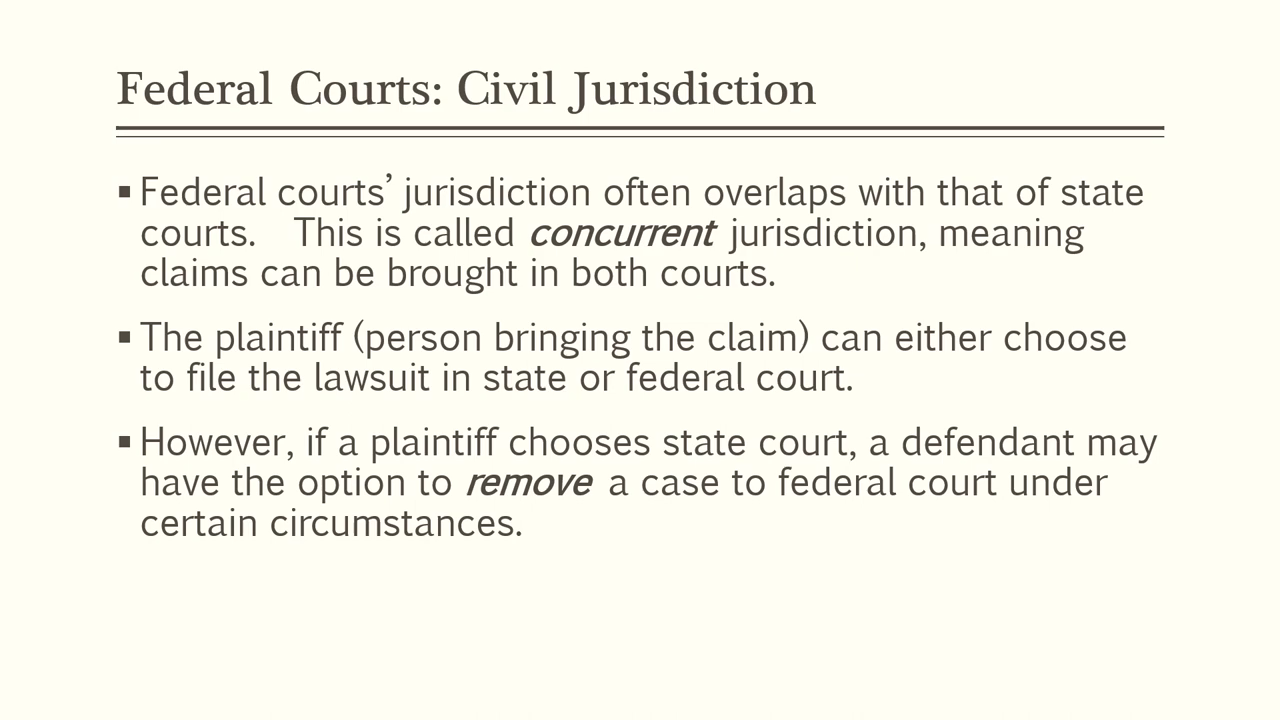 Federal Courts: Civil Jurisdiction
▪ Federal courts’ jurisdiction often overlaps with that of state
courts.   This is called concurrent jurisdiction, meaning
claims can be brought in both courts.
▪ The plaintiff (person bringing the claim) can either choose
to file the lawsuit in state or federal court.
▪ However, if a plaintiff chooses state court, a defendant may
have the option to remove a case to federal court under
certain circumstances.